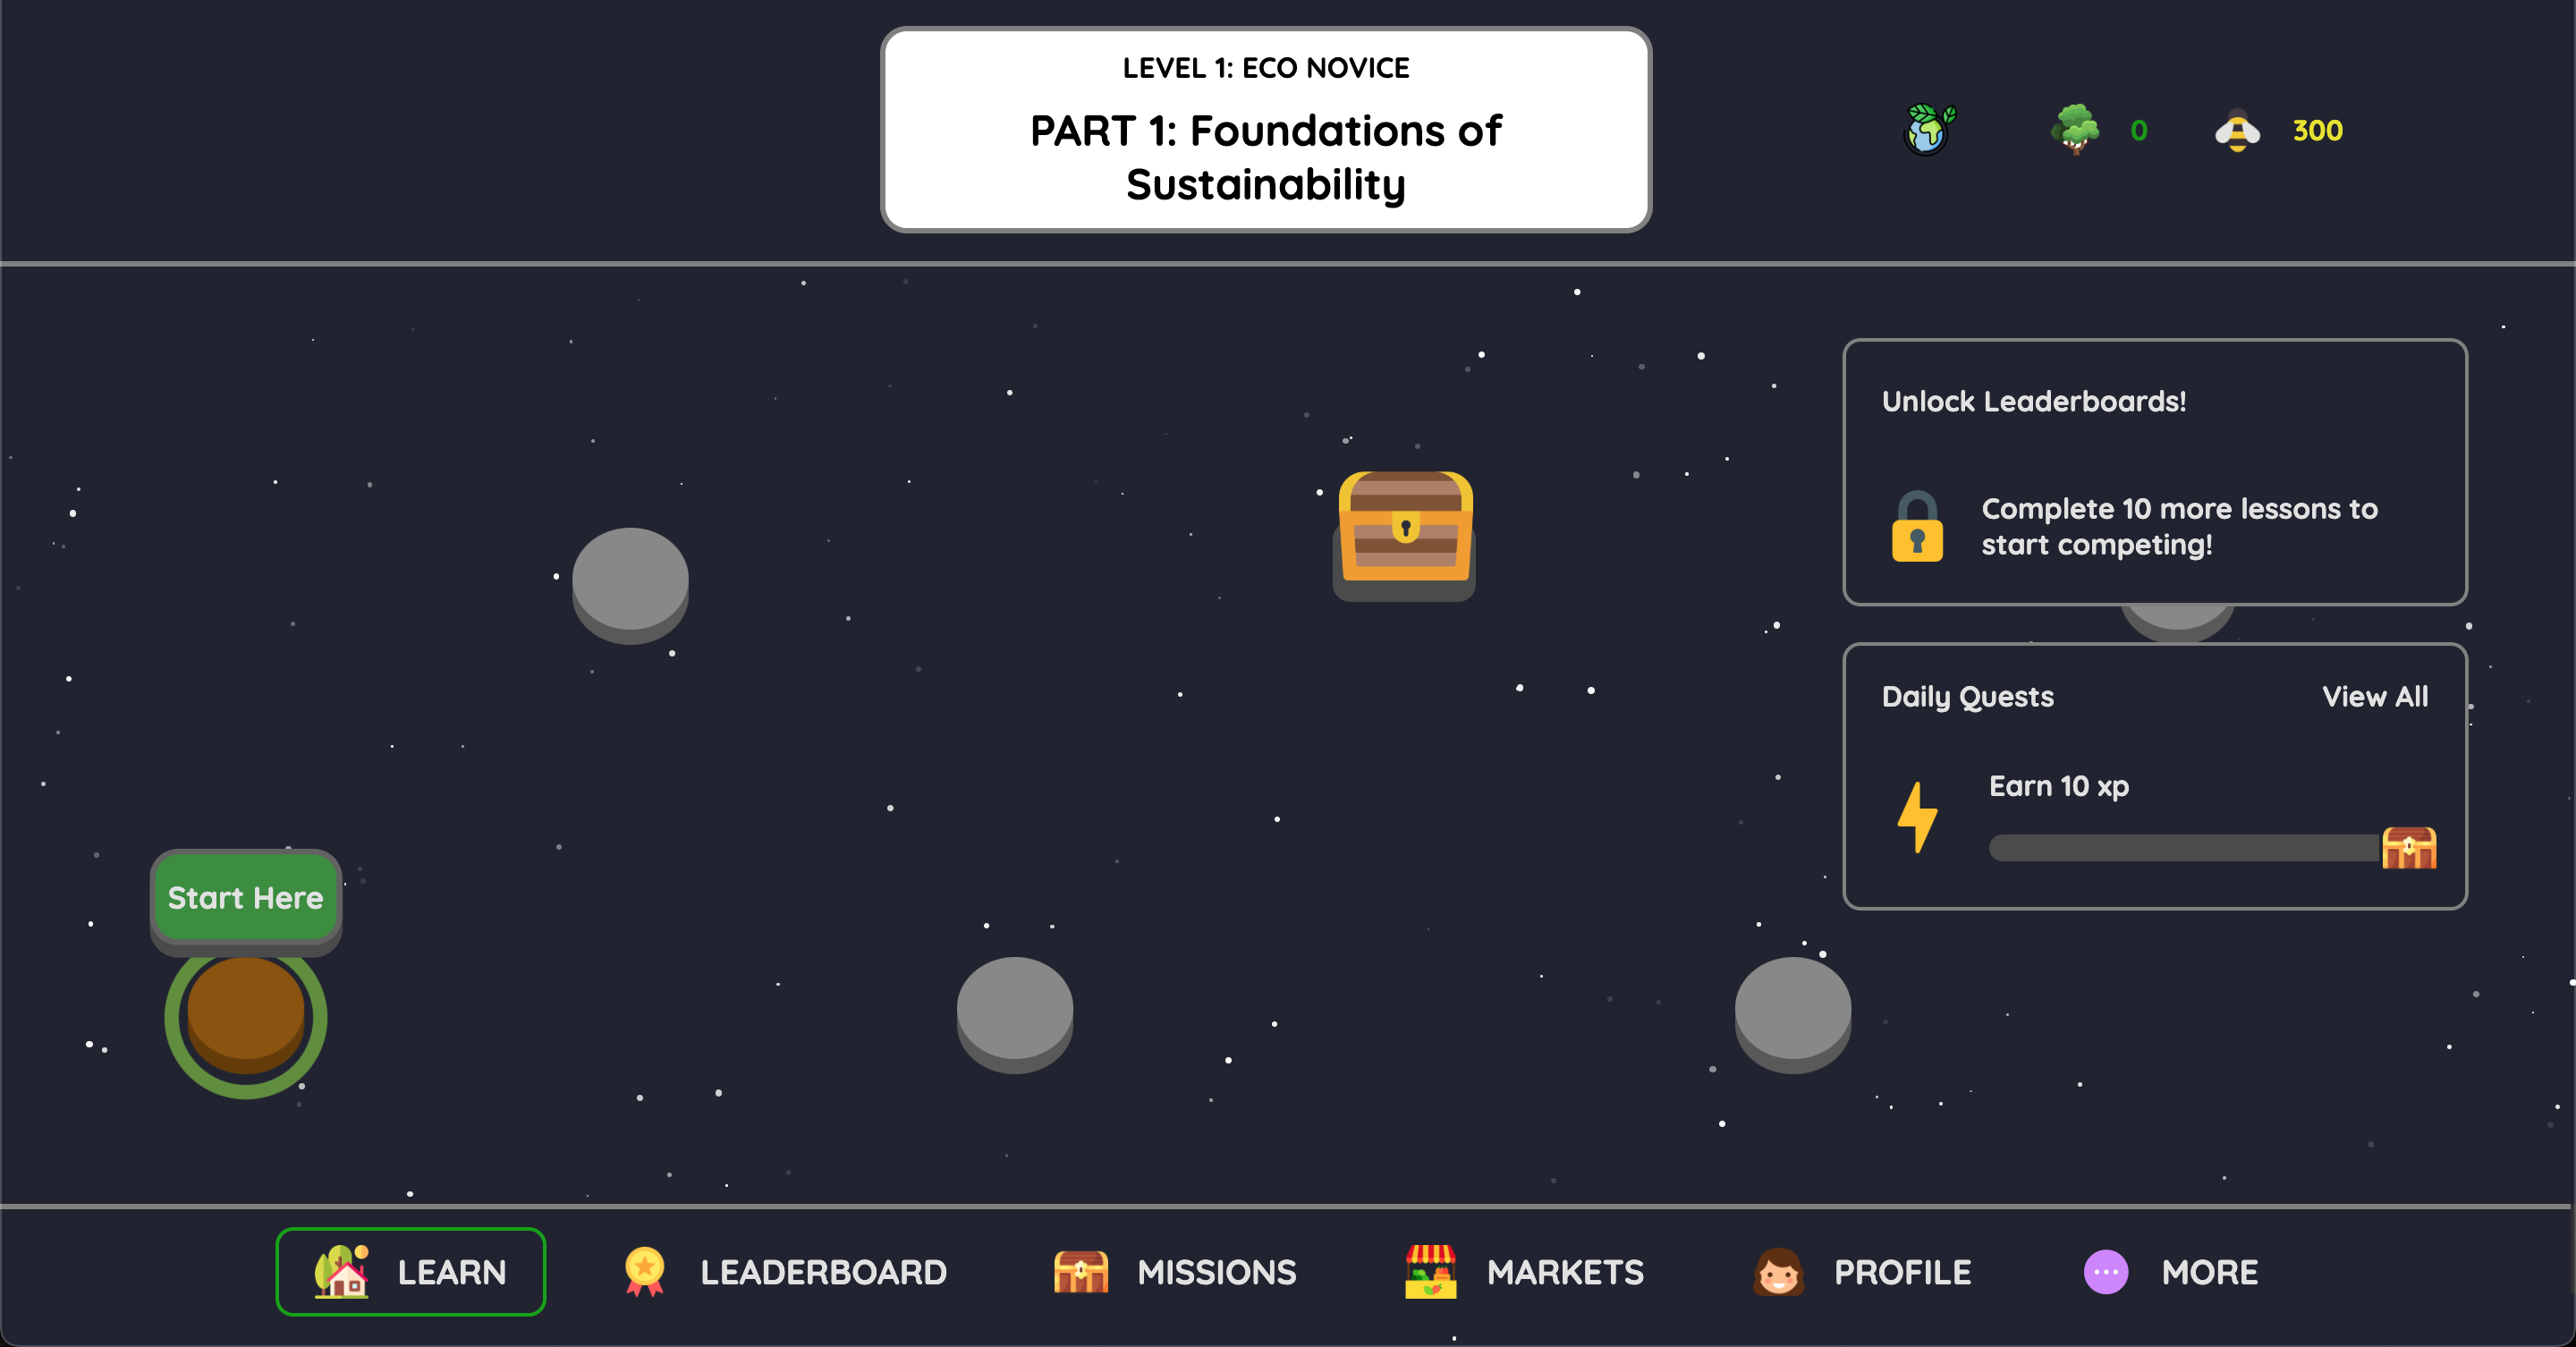 LEVEL 1: ECO NOVICE
PART 1: Foundations of
Sustainability
0
300
Unlock Leaderboards!
Complete 10 more lessons to
start competing!
Daily Quests
View All
Earn 10 xp
Start Here
LEARN
LEADERBOARD
MISSIONS
MARKETS
PROFILE
MORE